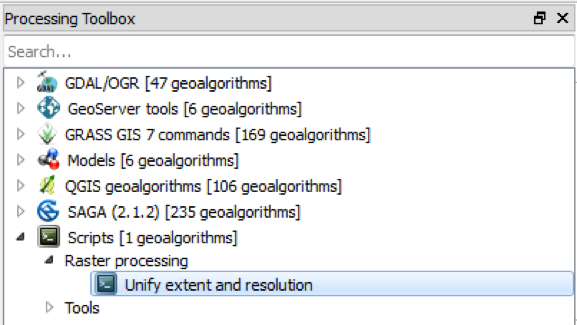 Processing Toolbox
Search...
GDAL/OGR [47 geoalgorithms]
GeoServer tools [6 geoalgorithms]
GRASS GIS 7 commands [169 geoalgorithms]
Models [6 geoalgorithms]
QGIS geoalgorithms [106 geoalgorithms]
SAGA (2.1.2) [235 geoalgorithms]
Scripts [1 geoalgorithms]
Raster processing
Unify extent and resolution
Tools